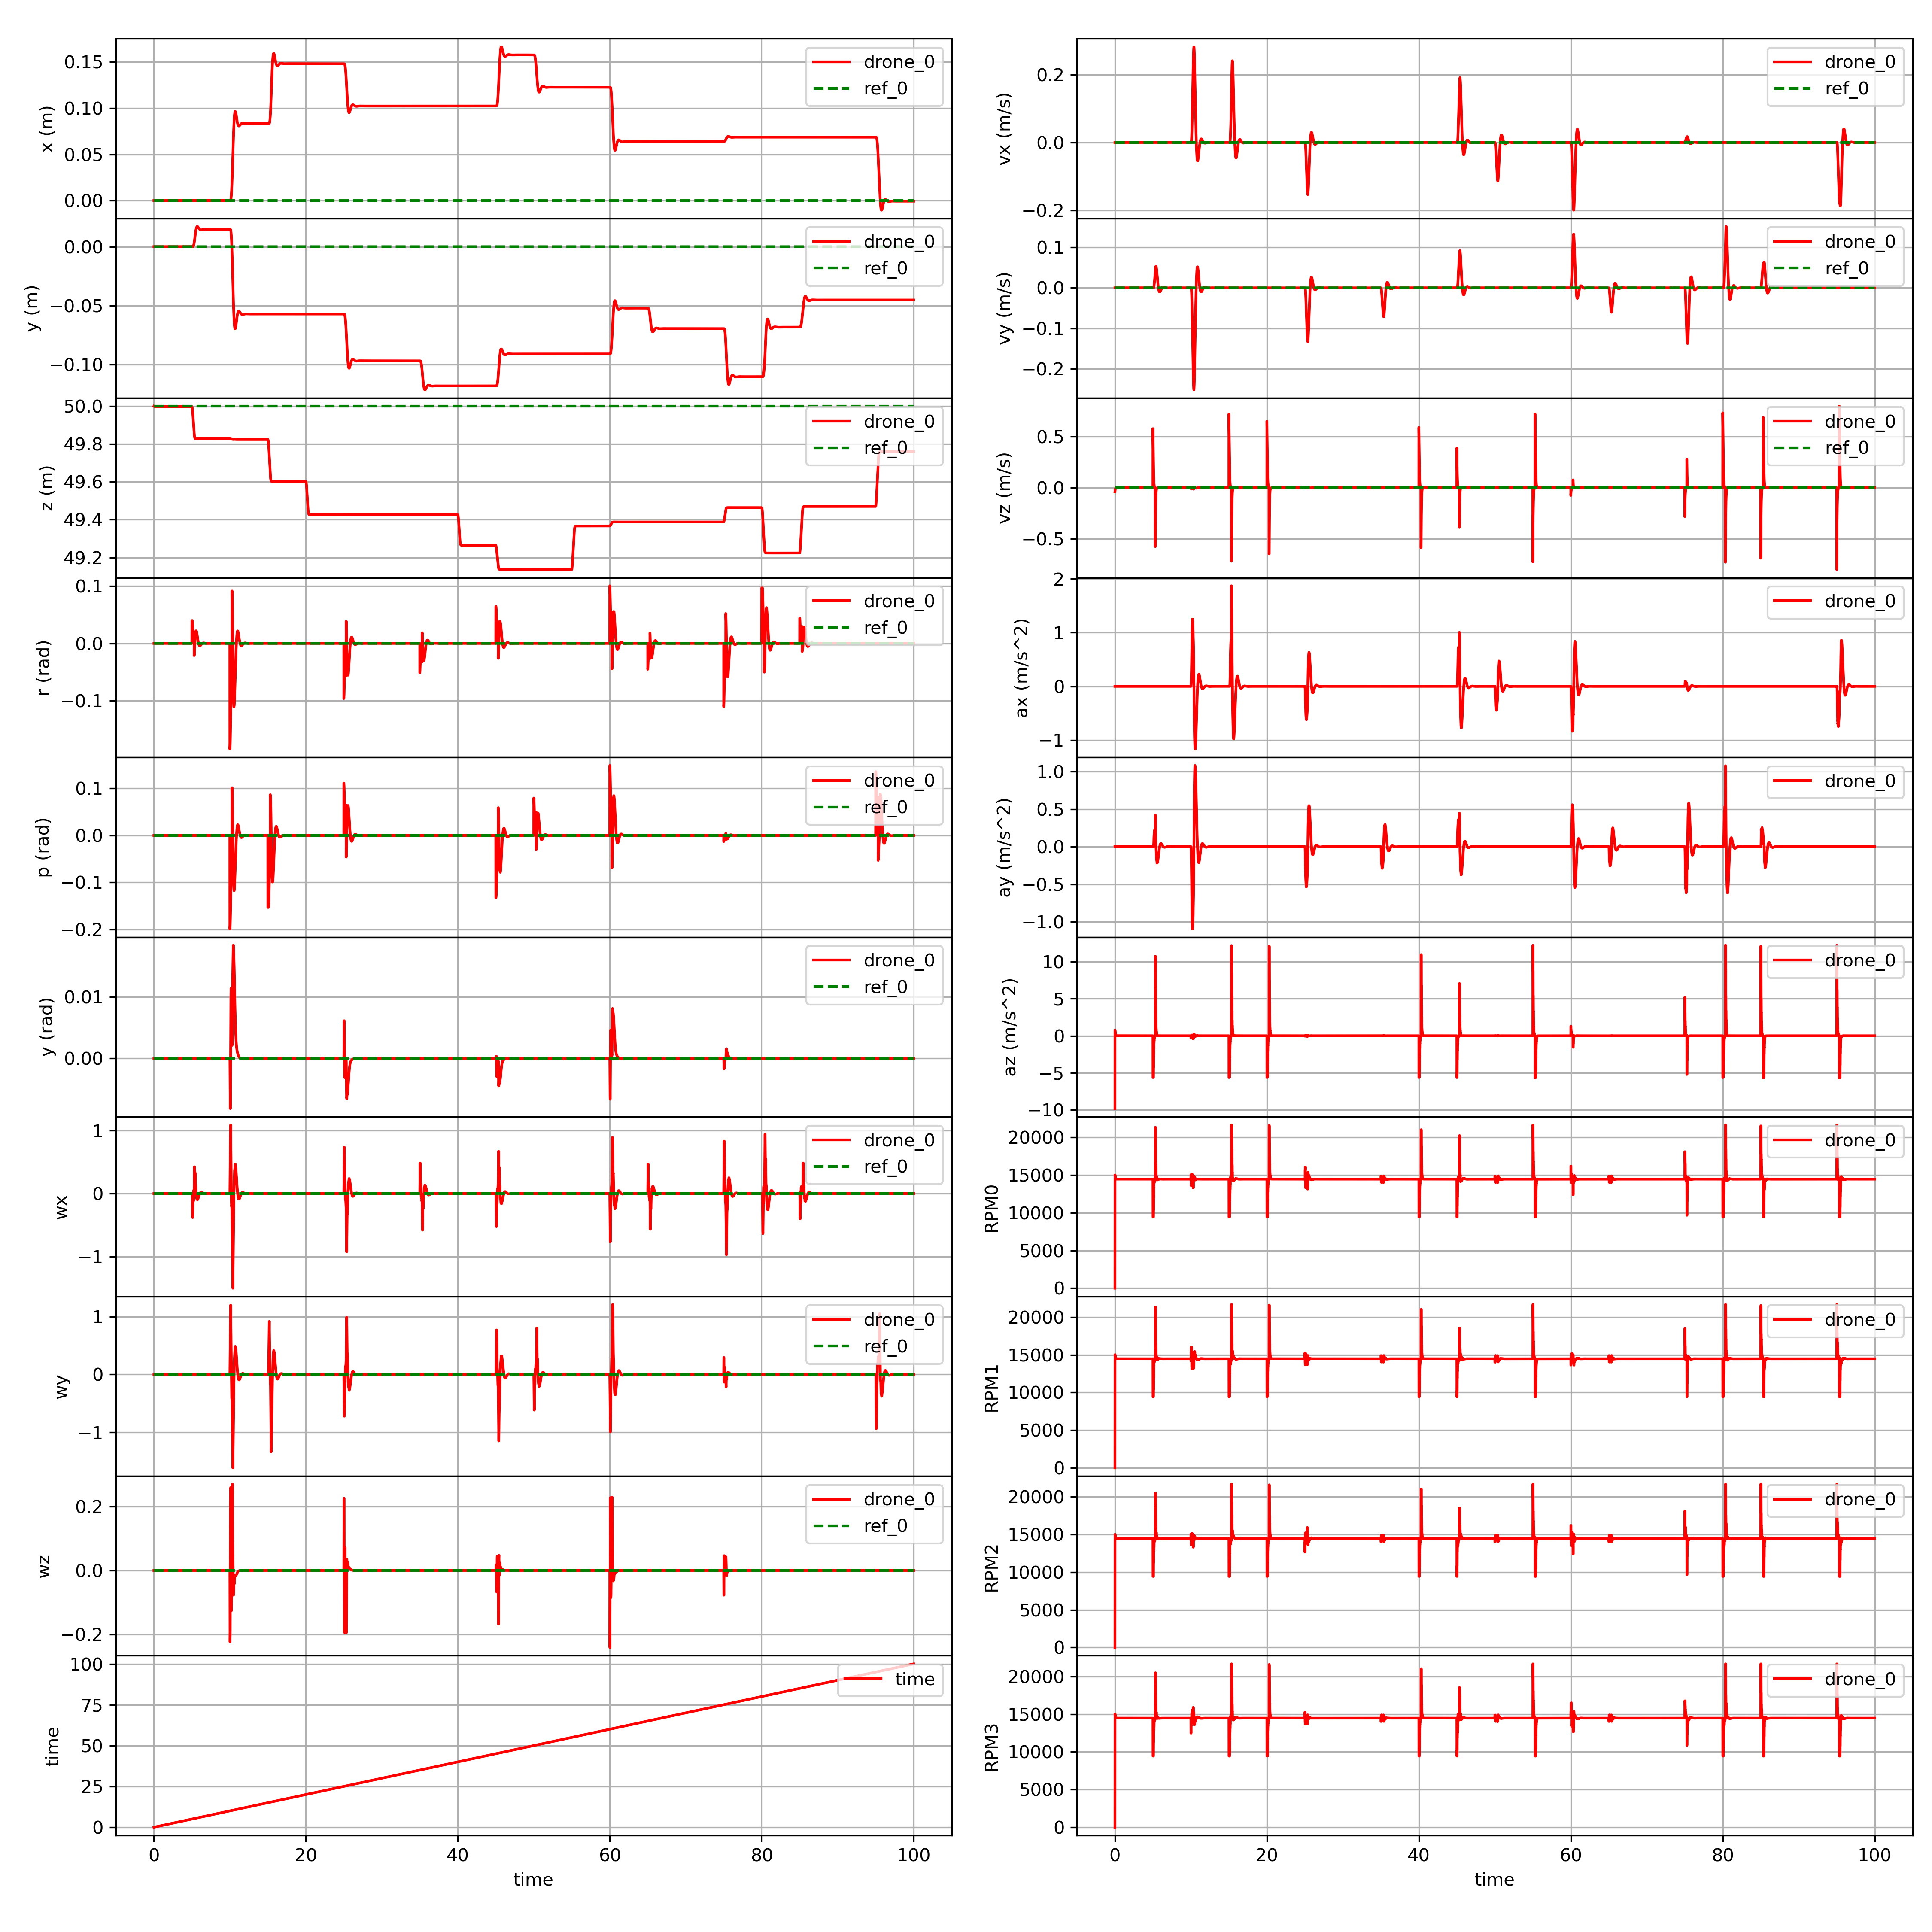 x (m)
0.15
0.10
0.05
0.00
drone_0
ref_0
y (m)
0.00
−0.05
−0.10
drone_0
ref_0
z (m)
50.0
49.8
49.6
49.4
49.2
drone_0
ref_0
r (rad)
0.1
0.0
−0.1
drone_0
ref_0
p (rad)
0.1
0.0
−0.1
−0.2
drone_0
ref_0
y (rad)
0.01
0.00
drone_0
ref_0
wx
1
0
−1
drone_0
ref_0
wy
1
0
−1
drone_0
ref_0
wz
0.2
0.0
−0.2
drone_0
ref_0
time
100
75
50
25
0
time
0 20 40 60 80 100
time
vx (m/s)
0.2
0.0
−0.2
drone_0
ref_0
vy (m/s)
0.1
0.0
−0.1
−0.2
drone_0
ref_0
vz (m/s)
0.5
0.0
−0.5
drone_0
ref_0
ax (m/s^2)
2
1
0
−1
drone_0
ay (m/s^2)
1.0
0.5
0.0
−0.5
−1.0
drone_0
az (m/s^2)
10
5
0
−5
−10
drone_0
RPM0
20000
15000
10000
5000
0
drone_0
RPM1
20000
15000
10000
5000
0
drone_0
RPM2
20000
15000
10000
5000
0
drone_0
RPM3
20000
15000
10000
5000
0
drone_0
0 20 40 60 80 100
time